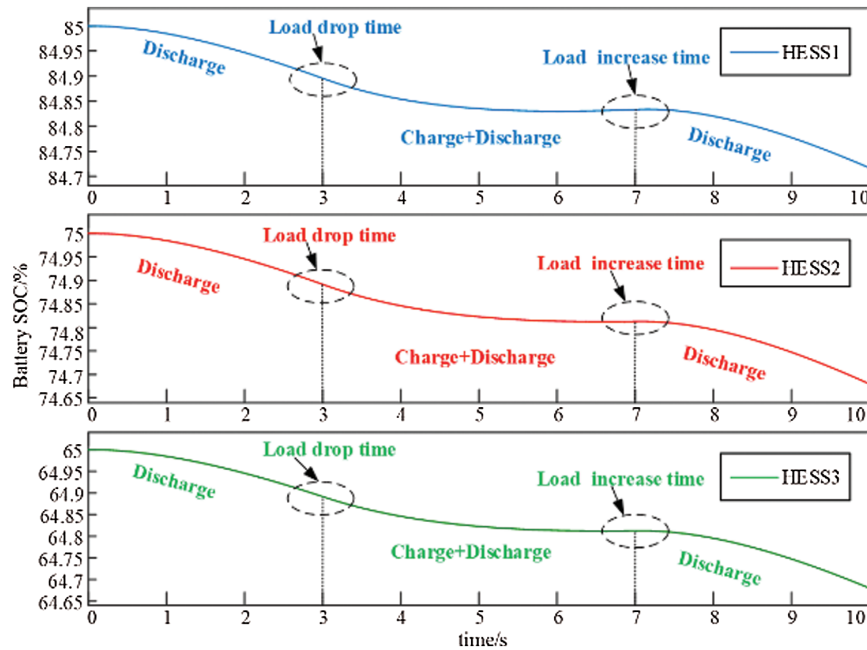 85
84.95
84.9
84.85
84.8
84.75
84.7
Discharge
Load drop time
Load increase time
Charge+Discharge
Discharge
HESS1
0 1 2 3 4 5 6 7 8 9 10
Battery SOC/%
75
74.95
74.9
74.85
74.8
74.75
74.7
74.65
Discharge
Load drop time
Load increase time
Charge+Discharge
Discharge
HESS2
0 1 2 3 4 5 6 7 8 9 10
65
64.95
64.9
64.85
64.8
64.75
64.7
64.65
Discharge
Load drop time
Load increase time
Charge+Discharge
Discharge
HESS3
0 1 2 3 4 5 6 7 8 9 10
time/s